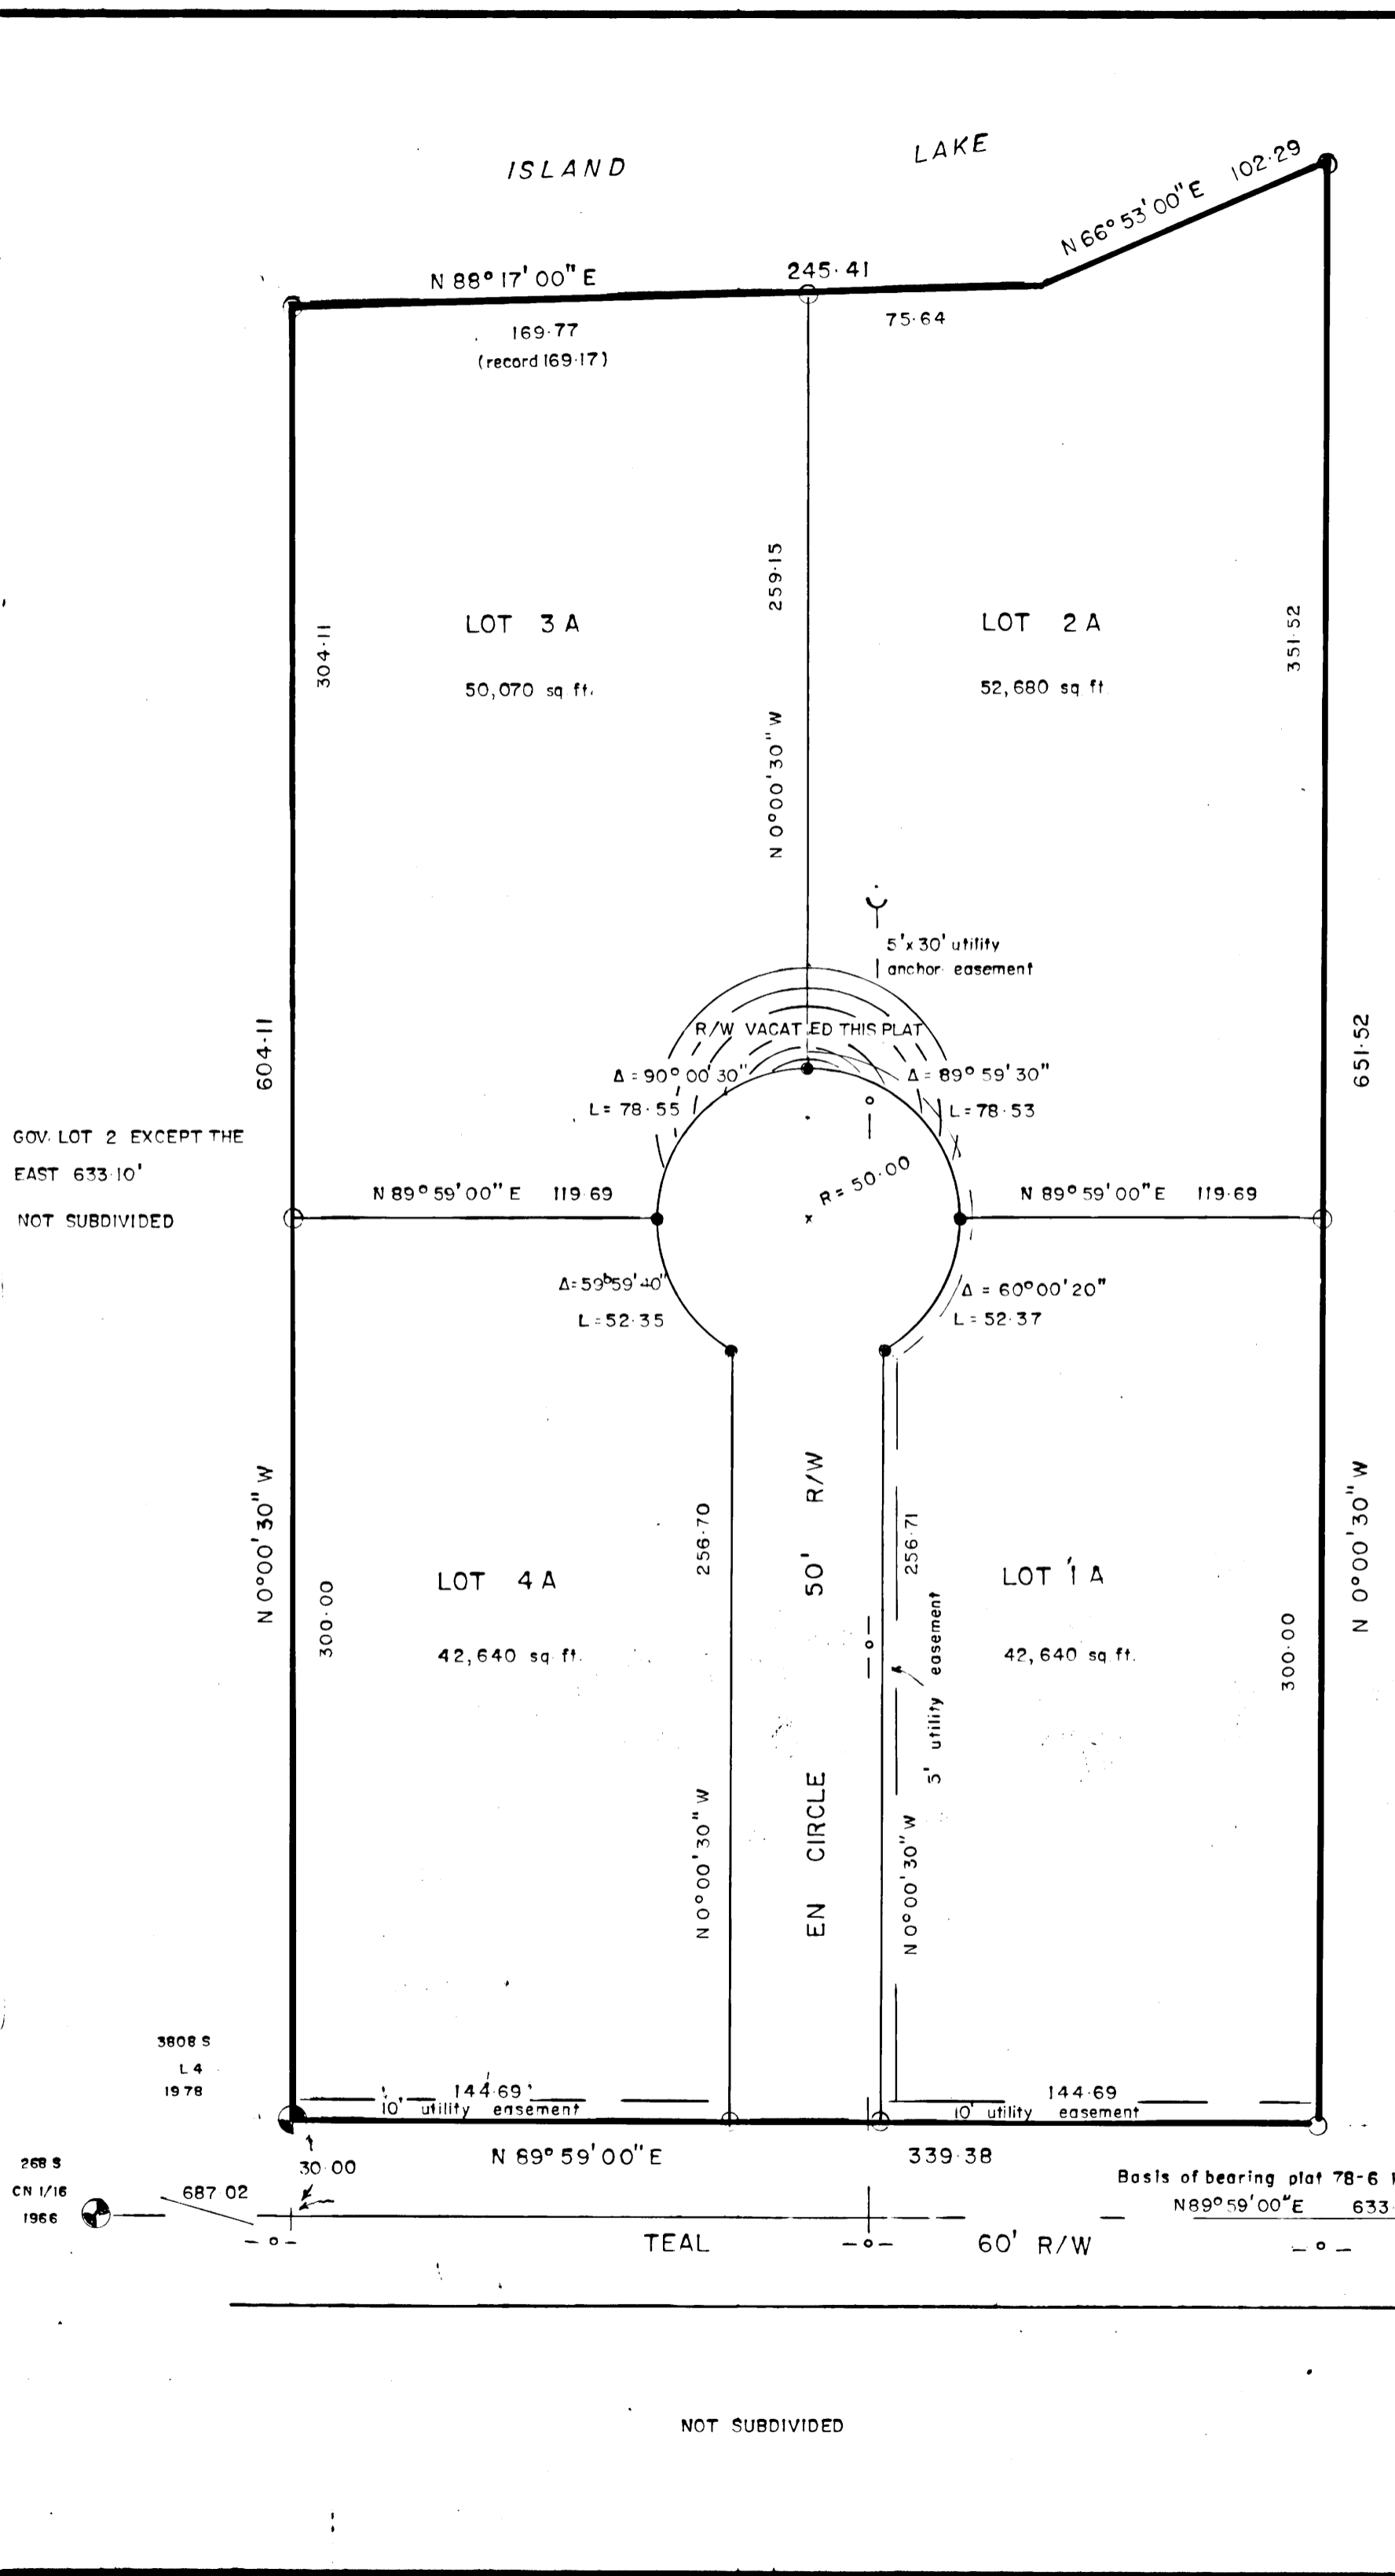 ISLAND LAKE
N 66° 53' 00" E 102.29
N 88° 17' 00" E 245.41
169.77 75.64
(record 169.17)
259.15
N 0°00'30" W
304.11
351.52
LOT 3 A
50,070 sq ft.
LOT 2 A
52,680 sq ft
5' x 30' utility
anchor easement
R/W VACATED THIS PLAT
Δ = 90° 00' 30"
L = 78.55
Δ = 89° 59' 30"
L = 78.53
R = 50.00
604.11
651.52
GOV. LOT 2 EXCEPT THE
EAST 633.10'
NOT SUBDIVIDED
N 89° 59' 00" E 119.69
N 89° 59' 00" E 119.69
Δ = 59° 59' 40"
L = 52.35
Δ = 60° 00' 20"
L = 52.37
N 0°00'30" W
300.00
256.70
N 0°00'30" W
EN CIRCLE 50' R/W
256.71
N 0°00'30" W
5' utility easement
300.00
N 0°00'30" W
LOT 4 A
42,640 sq ft.
LOT 1 A
42,640 sq ft.
3808 S
L 4
1978
144.69
10' utility easement
144.69
10' utility easement
N 89° 59' 00" E 339.38
30.00
268 S
CN 1/16
1966
687.02
Basis of bearing plat 78-6
N 89° 59' 00" E 633
TEAL 60' R/W
NOT SUBDIVIDED